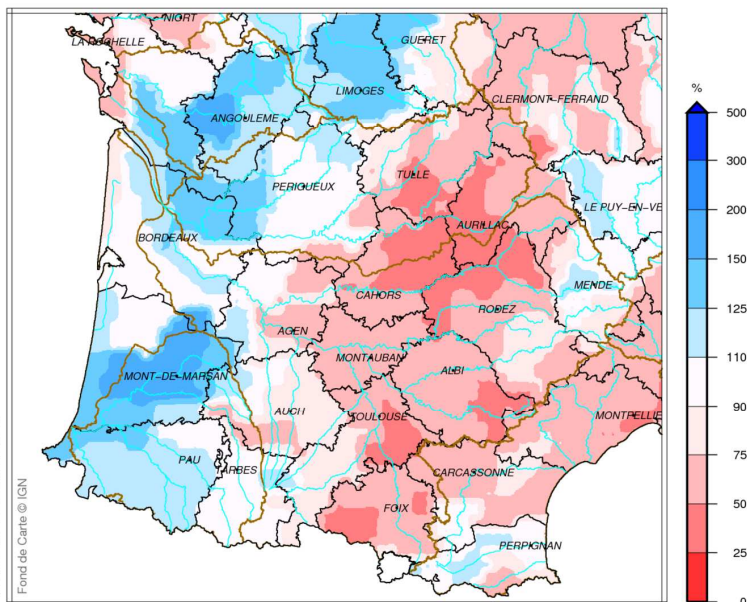 NIORT
LA ROCHELLE
GUERET
LIMOGES
CLERMONT-FERRAND
ANGOULEME
TULLE
PERIGUEUX
LE PUY-EN-VE
AURILLAC
BORDEAUX
MENDE
CAHORS
RODEZ
AGEN
MONTAUBAN
ALBI
MONT-DE-MARSAN
AUCH
TOULOUSE
MONTPELLIE
PAU
TARBES
CARCASSONNE
FOIX
PERPIGNAN
Fond de Carte © IGN
%
500
300
200
150
125
110
90
75
50
25
0